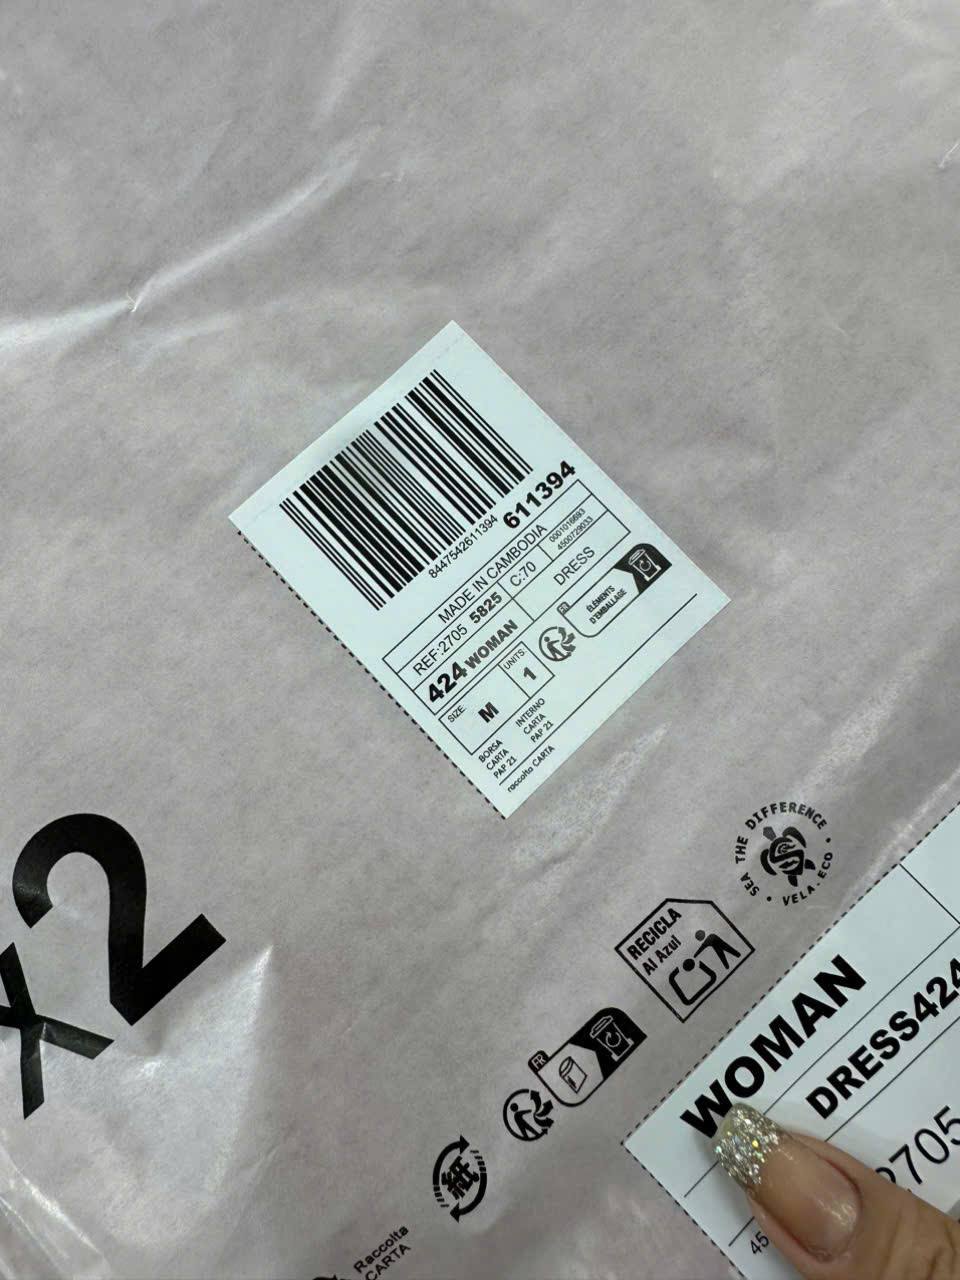 8447542611394 611394
MADE IN CAMBODIA
0001016693
4500729033
REF:2705 5825
C:70
424 WOMAN
DRESS
SIZE:
M
UNITS:
1
FR
ÉLÉMENTS
D'EMBALLAGE
BORSA
CARTA
PAP 21
INTERNO
CARTA
PAP 21
raccolta CARTA
x2
SEA THE DIFFERENCE • VELA.ECO •
RECICLA
Al Azul
FR
紙
Raccolta
CARTA
WOMAN
DRESS424
2705
45